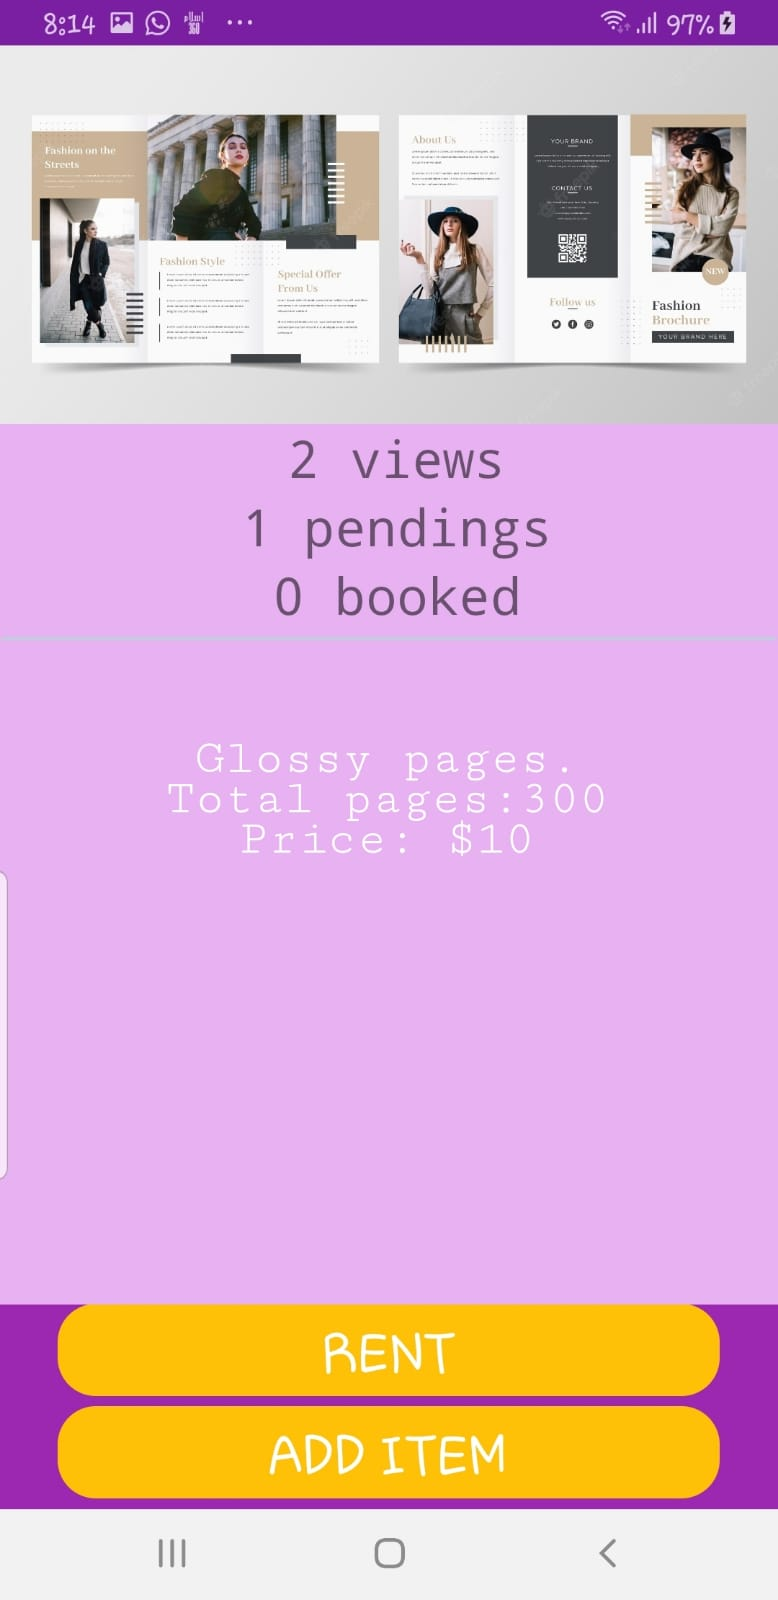 8:14
اسلام
360
97%
Fashion on the
Streets
Fashion Style
Special Offer
From Us
About Us
YOUR BRAND
CONTACT US
Follow us
NEW
Fashion
Brochure
YOUR BRAND HERE
2 views
1 pendings
0 booked
Glossy pages.
Total pages:300
Price: $10
RENT
ADD ITEM